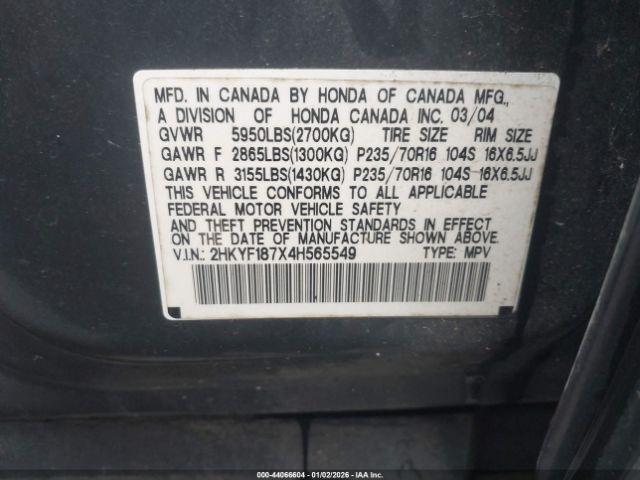 MFD. IN CANADA BY HONDA OF CANADA MFG.,
A DIVISION OF HONDA CANADA INC. 03/04
GVWR 5950LBS(2700KG) TIRE SIZE RIM SIZE
GAWR F 2865LBS(1300KG) P235/70R16 104S 16X6.5JJ
GAWR R 3155LBS(1430KG) P235/70R16 104S 16X6.5JJ
THIS VEHICLE CONFORMS TO ALL APPLICABLE
FEDERAL MOTOR VEHICLE SAFETY
AND THEFT PREVENTION STANDARDS IN EFFECT
ON THE DATE OF MANUFACTURE SHOWN ABOVE.
V.I.N.: 2HKYF187X4H565549 TYPE: MPV
000-44066604 | 01/02/2026 - IAA Inc.